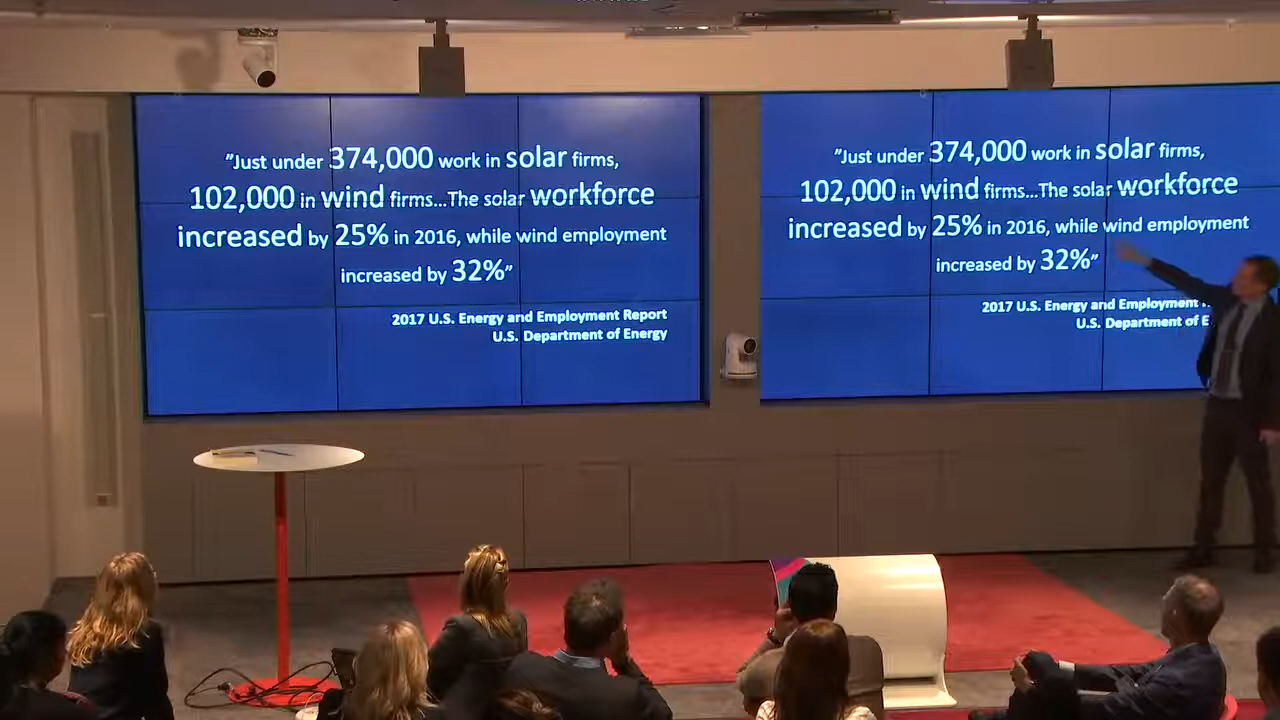 "Just under 374,000 work in solar firms,
102,000 in wind firms...The solar workforce
increased by 25% in 2016, while wind employment
increased by 32%"
2017 U.S. Energy and Employment Report
U.S. Department of Energy
"Just under 374,000 work in solar firms,
102,000 in wind firms...The solar workforce
increased by 25% in 2016, while wind employment
increased by 32%"
2017 U.S. Energy and Employment
U.S. Department of